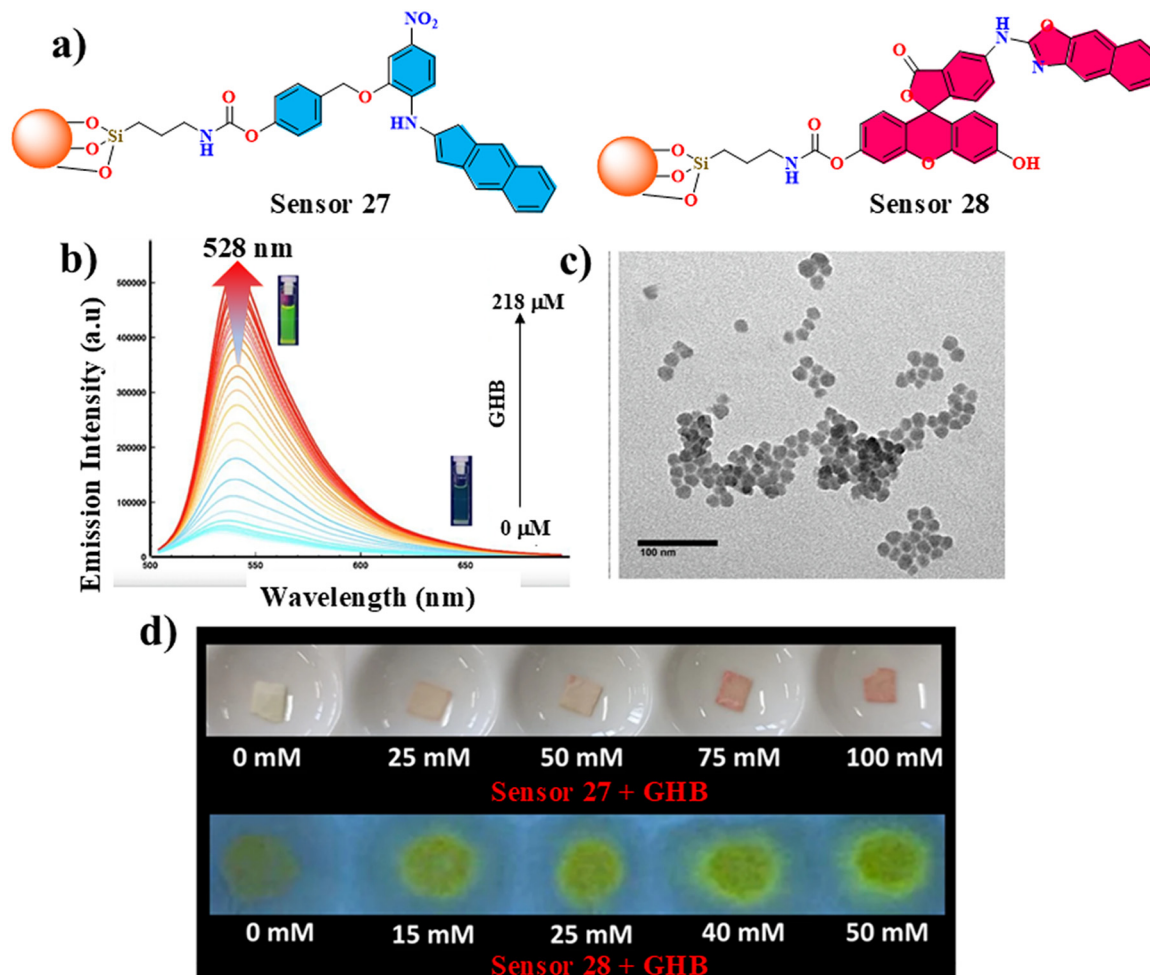 a)
NO₂
O
Si
O
O
N
H
O
O
O
HN
Sensor 27
O
Si
O
O
N
H
O
O
O
O
O
H
N
O
N
O
OH
Sensor 28
b)
528 nm
Emission Intensity (a.u)
500000
400000
300000
200000
100000
0
500
550
600
650
Wavelength (nm)
218 µM
GHB
0 µM
c)
100 nm
d)
0 mM 25 mM 50 mM 75 mM 100 mM
Sensor 27 + GHB
0 mM 15 mM 25 mM 40 mM 50 mM
Sensor 28 + GHB